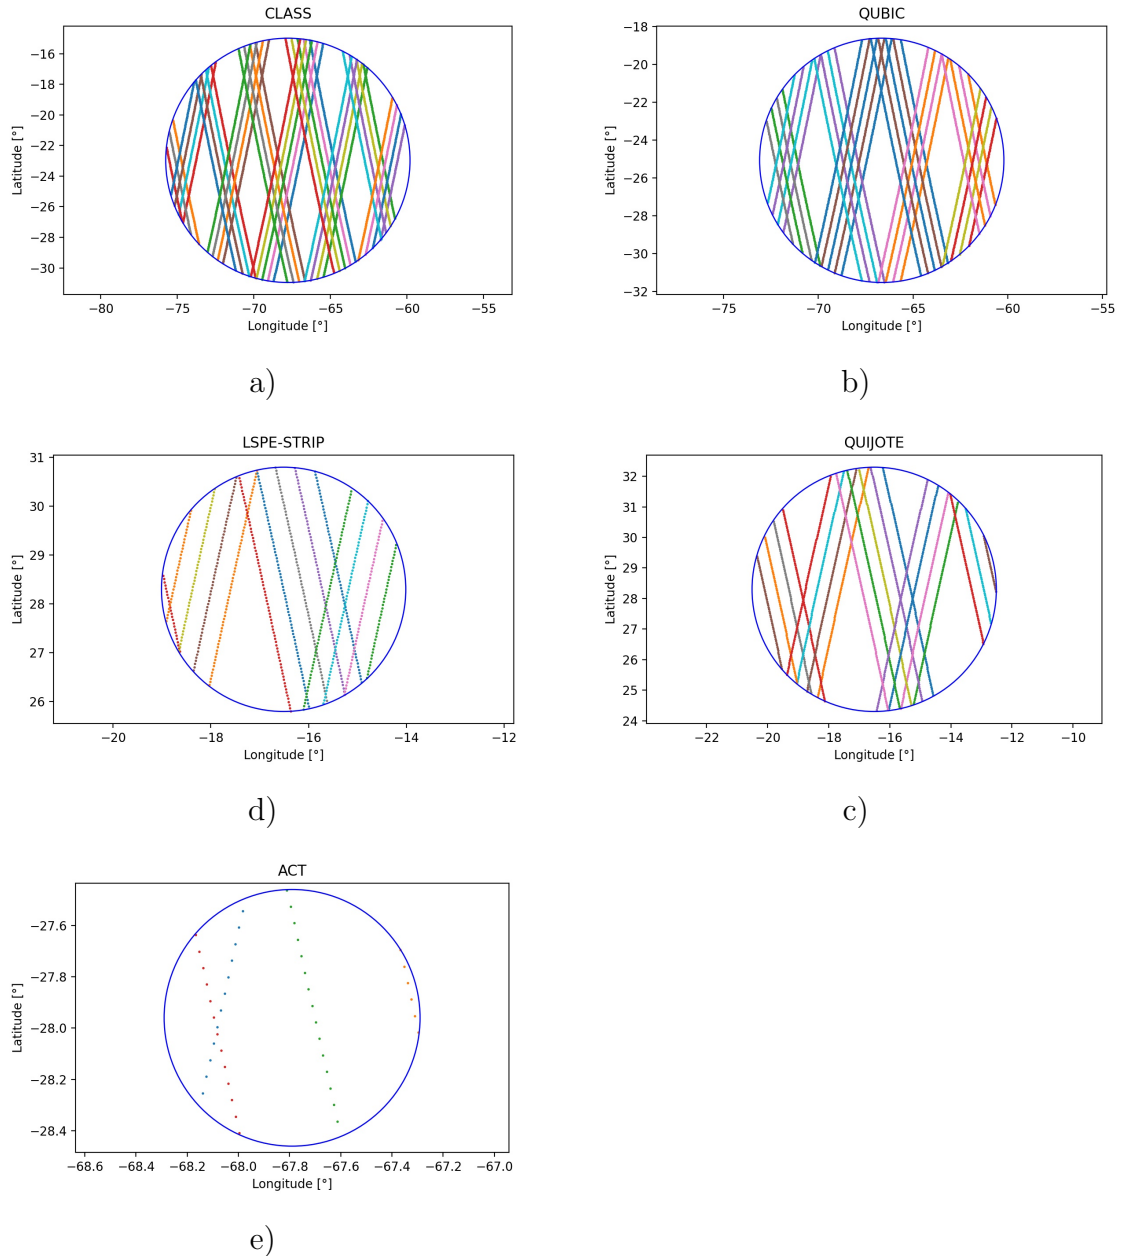 CLASS
Latitude [°]
−16
−18
−20
−22
−24
−26
−28
−30
−80 −75 −70 −65 −60 −55
Longitude [°]
a)
QUBIC
Latitude [°]
−18
−20
−22
−24
−26
−28
−30
−32
−75 −70 −65 −60 −55
Longitude [°]
b)
LSPE-STRIP
Latitude [°]
31
30
29
28
27
26
−20 −18 −16 −14 −12
Longitude [°]
d)
QUIJOTE
Latitude [°]
32
31
30
29
28
27
26
25
24
−22 −20 −18 −16 −14 −12 −10
Longitude [°]
c)
ACT
Latitude [°]
−27.6
−27.8
−28.0
−28.2
−28.4
−68.6 −68.4 −68.2 −68.0 −67.8 −67.6 −67.4 −67.2 −67.0
Longitude [°]
e)